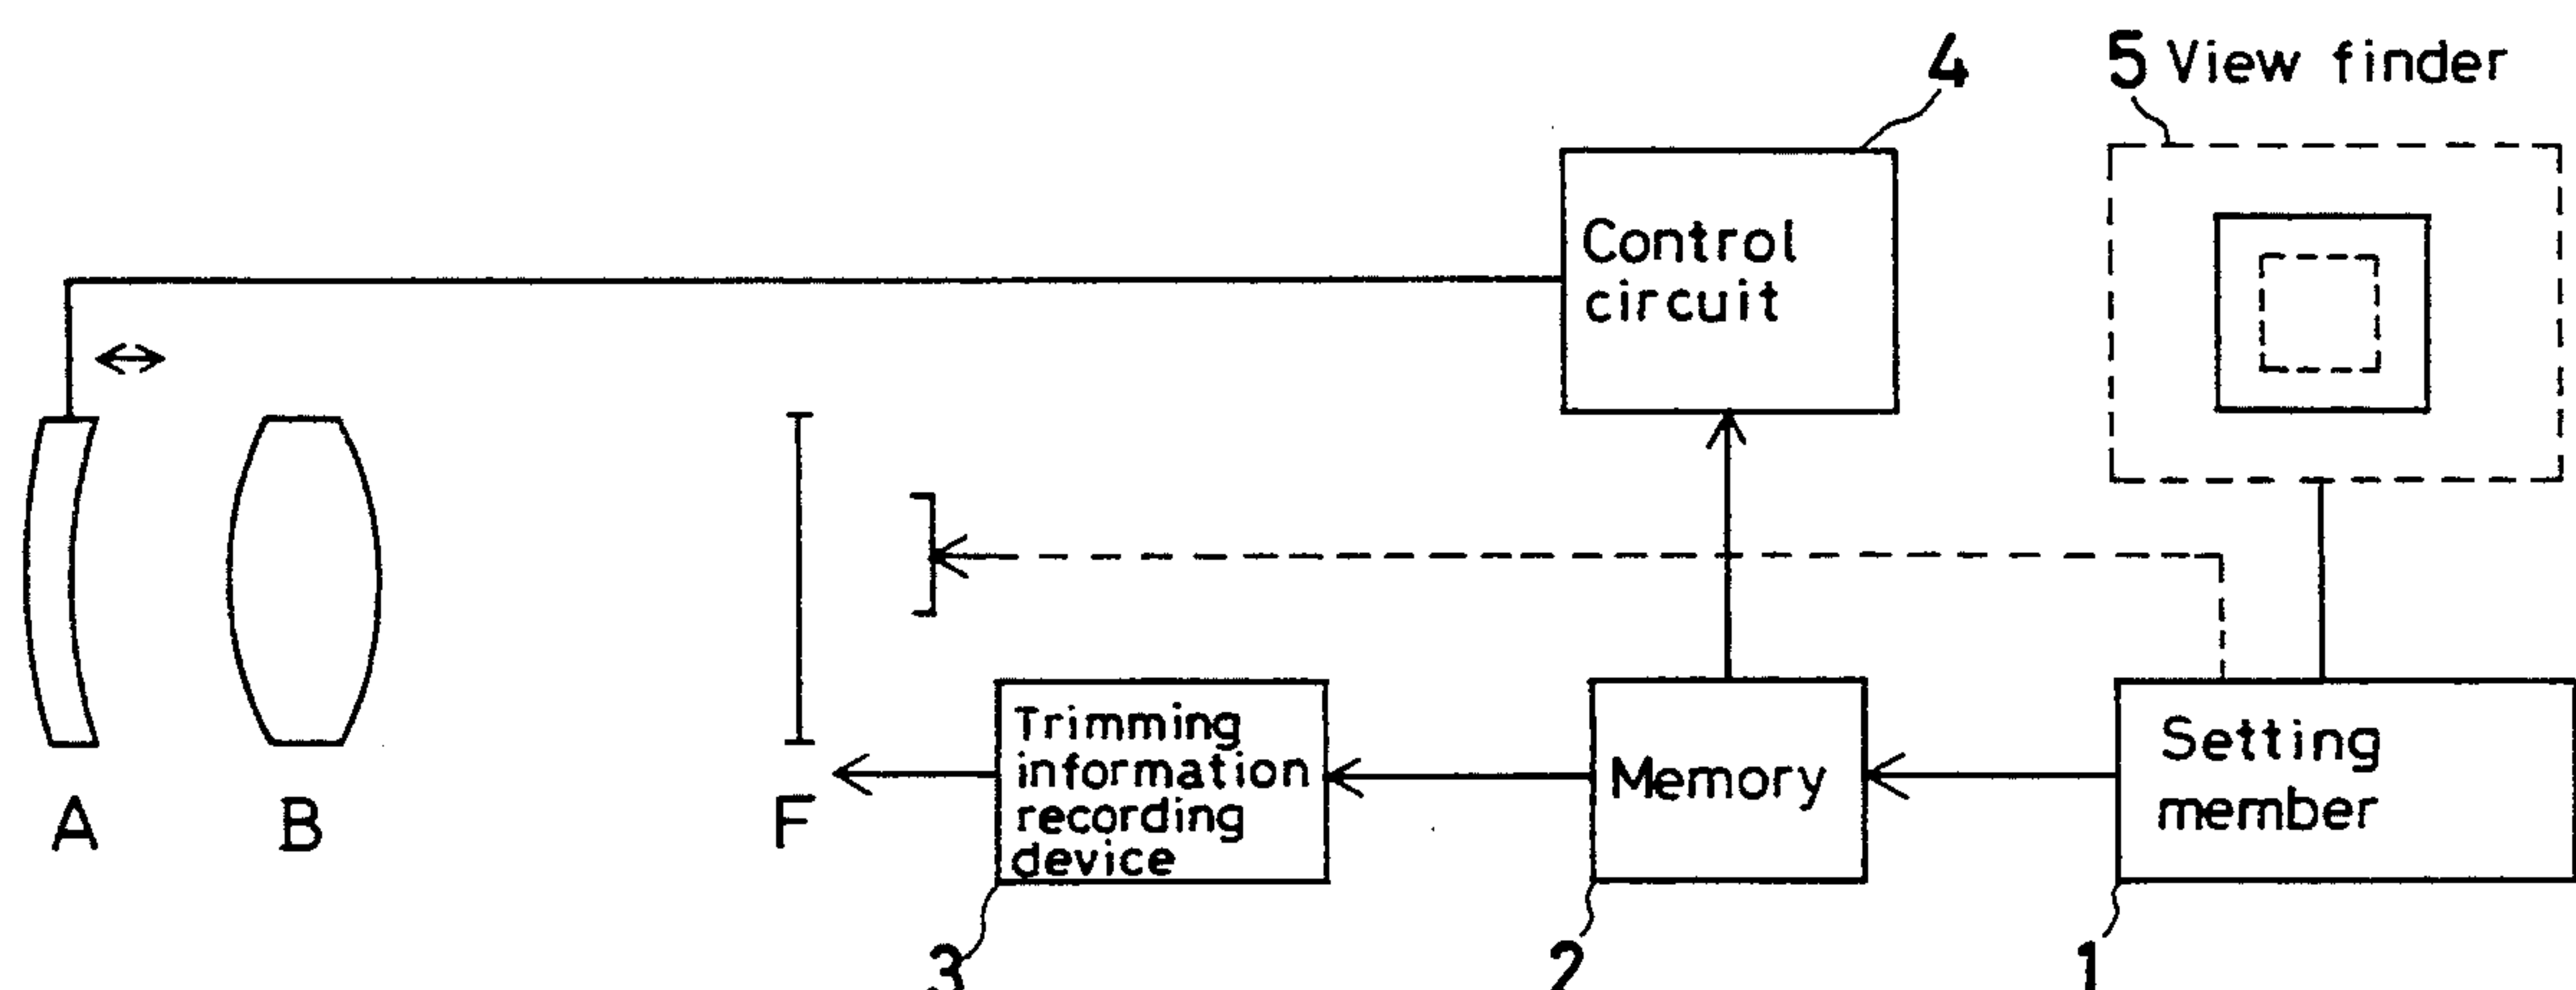 4
5 View finder
Control
circuit
A
B
F
Trimming
information
recording
device
Memory
Setting
member
3
2
1